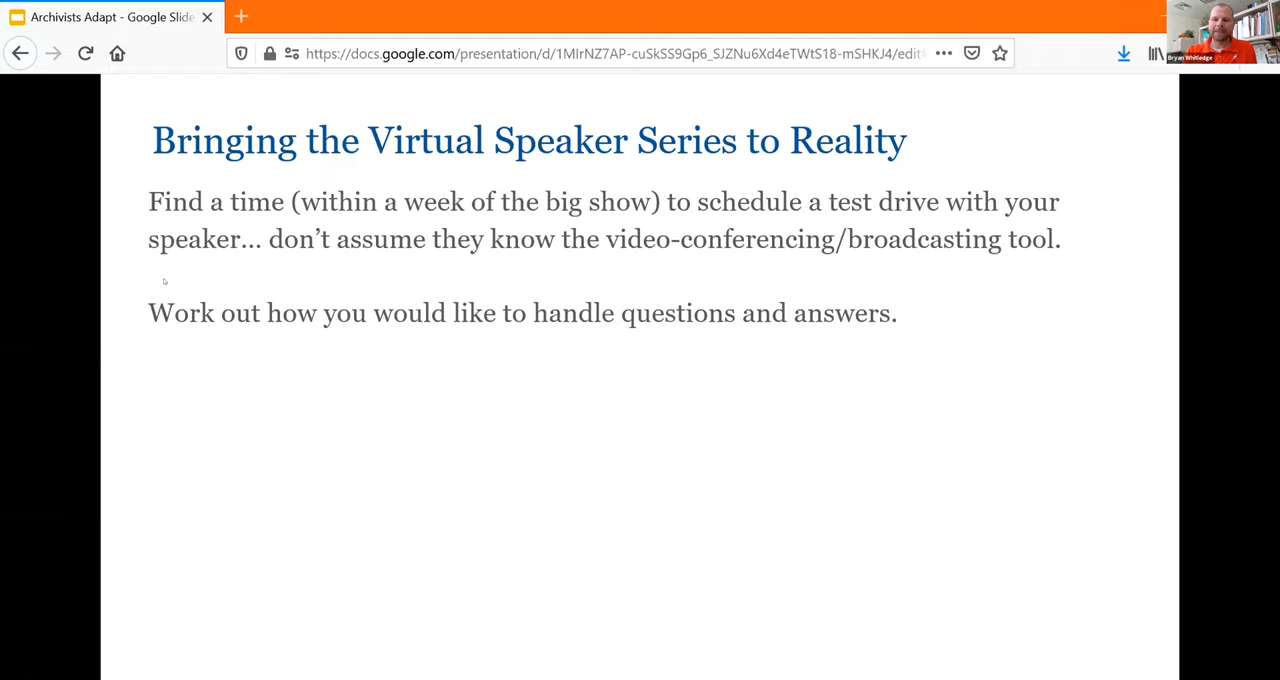 Archivists Adapt - Google Slide
https://docs.google.com/presentation/d/1MIrNZ7AP-cuSkSS9Gp6_SJZNu6Xd4eTWtS18-mSHKJ4/edit#
Bryan Whitledge
Bringing the Virtual Speaker Series to Reality
Find a time (within a week of the big show) to schedule a test drive with your
speaker... don’t assume they know the video-conferencing/broadcasting tool.
Work out how you would like to handle questions and answers.